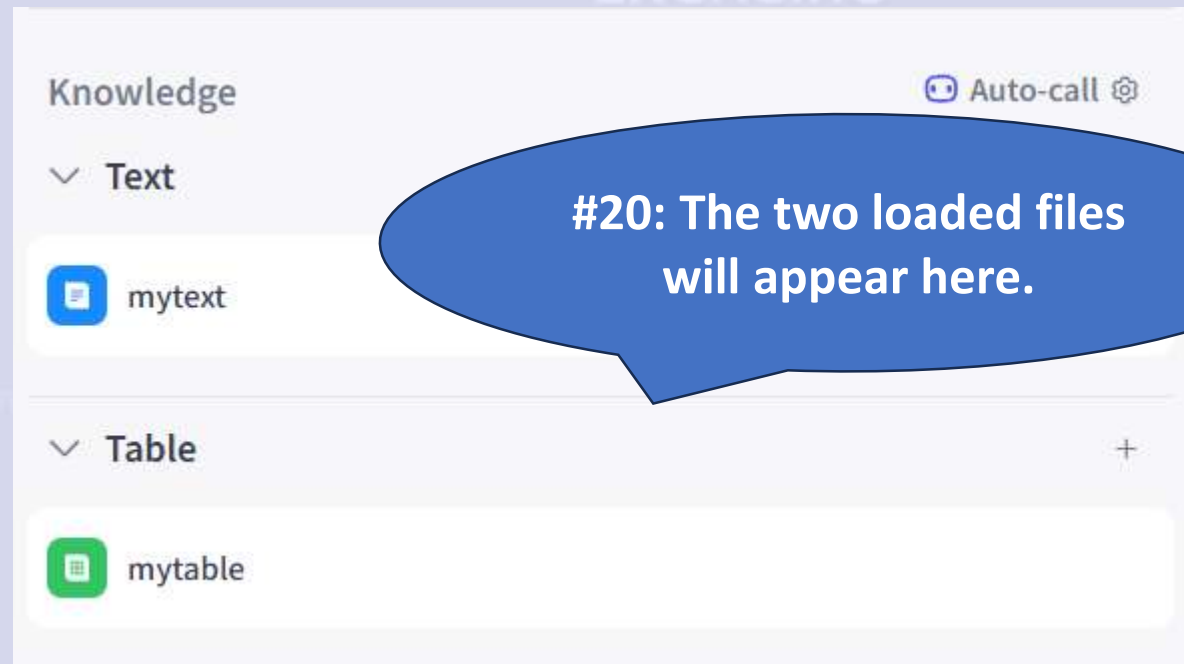 Knowledge
Auto-call
Text
#20: The two loaded files
will appear here.
mytext
Table
+
mytable